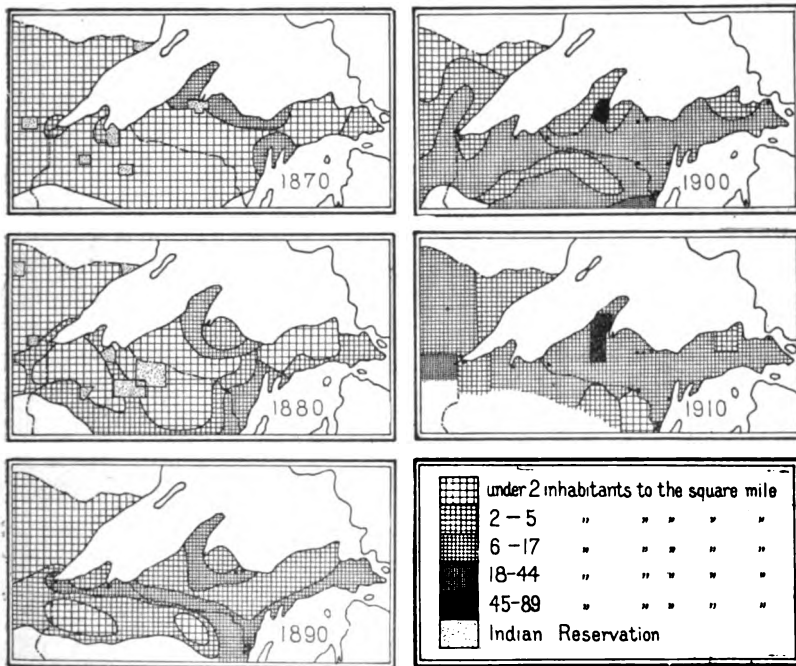 1870
1900
1880
1910
1890
under 2 inhabitants to the square mile
2 - 5 " " " " "
6 - 17 " " " " "
18-44 " " " " "
45-89 " " " " "
Indian Reservation